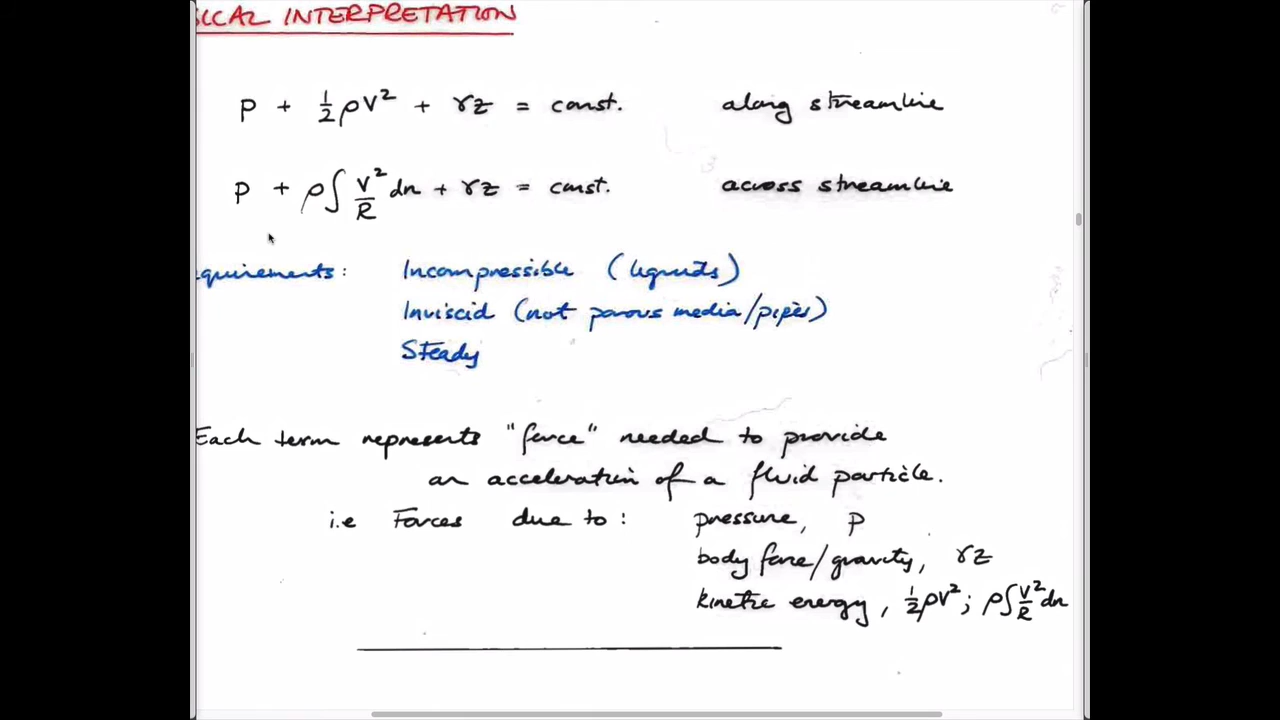 SICAL INTERPRETATION
p + ½ρV² + γz = const. along streamline
p + ρ∫ V²/R dn + γz = const. across streamline
equirements: Incompressible (liquids)
Inviscid (not porous media/pipes)
Steady
Each term represents "force" needed to provide
an acceleration of a fluid particle.
i.e Forces due to: pressure, p
body force/gravity, γz
kinetic energy, ½ρV²; ρ∫V²/R dn